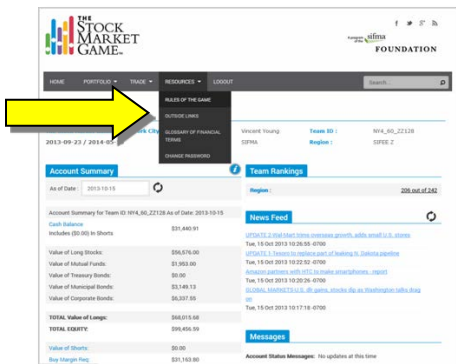 THE
STOCK
MARKET
GAME™
A program of the sifma
FOUNDATION
HOME PORTFOLIO TRADE RESOURCES LOGOUT Search...
RULES OF THE GAME
OUTSIDE LINKS
GLOSSARY OF FINANCIAL
TERMS
CHANGE PASSWORD
rk City
2013-09-23 / 2014-05-
Vincent Young Team ID : NY4_60_ZZ128
SIFMA Region : SIFEE Z
Account Summary
As of Date : 2013-10-15
Account Summary for Team ID: NY4_60_ZZ128 As of Date: 2013-10-15
Cash Balance $31,440.91
Includes ($0.00) In Shorts
Value of Long Stocks: $56,576.00
Value of Mutual Funds: $1,953.00
Value of Treasury Bonds: $0.00
Value of Municipal Bonds: $3,149.13
Value of Corporate Bonds: $6,337.55
TOTAL Value of Longs: $68,015.68
TOTAL EQUITY: $99,456.59
Value of Shorts: $0.00
Buy Margin Req: $31,163.80
Team Rankings
Region : 206 out of 242
News Feed
UPDATE 2-Wal-Mart trims overseas growth, adds small U.S. stores
Tue, 15 Oct 2013 10:26:55 -0700
UPDATE 1-Tesoro to replace part of leaking N. Dakota pipeline
Tue, 15 Oct 2013 10:22:52 -0700
Amazon partners with HTC to make smartphones - report
Tue, 15 Oct 2013 10:20:26 -0700
GLOBAL MARKETS-U.S. dlr gains, stocks dip as Washington talks drag
on
Tue, 15 Oct 2013 10:17:18 -0700
Messages
Account Status Messages: No updates at this time